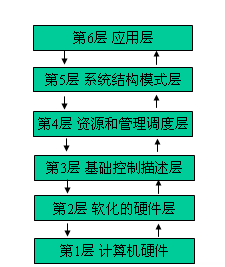 第6层 应用层
第5层 系统结构模式层
第4层 资源和管理调度层
第3层 基础控制描述层
第2层 软化的硬件层
第1层 计算机硬件